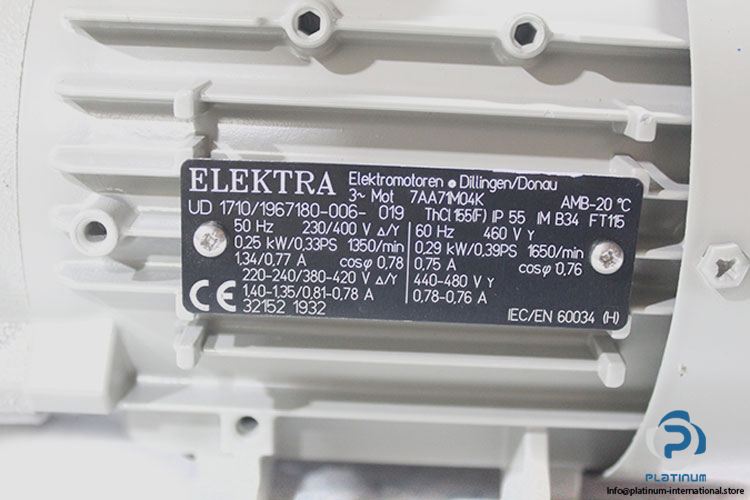 ELEKTRA Elektromotoren • Dillingen/Donau
3~ Mot 7AA71M04K AMB-20 °C
UD 1710/1967180-006- 019 ThCl 155(F) IP 55 IM B34 FT115
50 Hz 230/400 V △/Y 60 Hz 460 V Y
0,25 kW/0,33PS 1350/min 0,29 kW/0,39PS 1650/min
1,34/0,77 A cosφ 0,78 0,75 A cosφ 0,76
220-240/380-420 V △/Y 440-480 V Y
1,40-1,35/0,81-0,78 A 0,78-0,76 A
CE 32152 1932 IEC/EN 60034 (H)
PLATINUM
Info@platinum-international.store